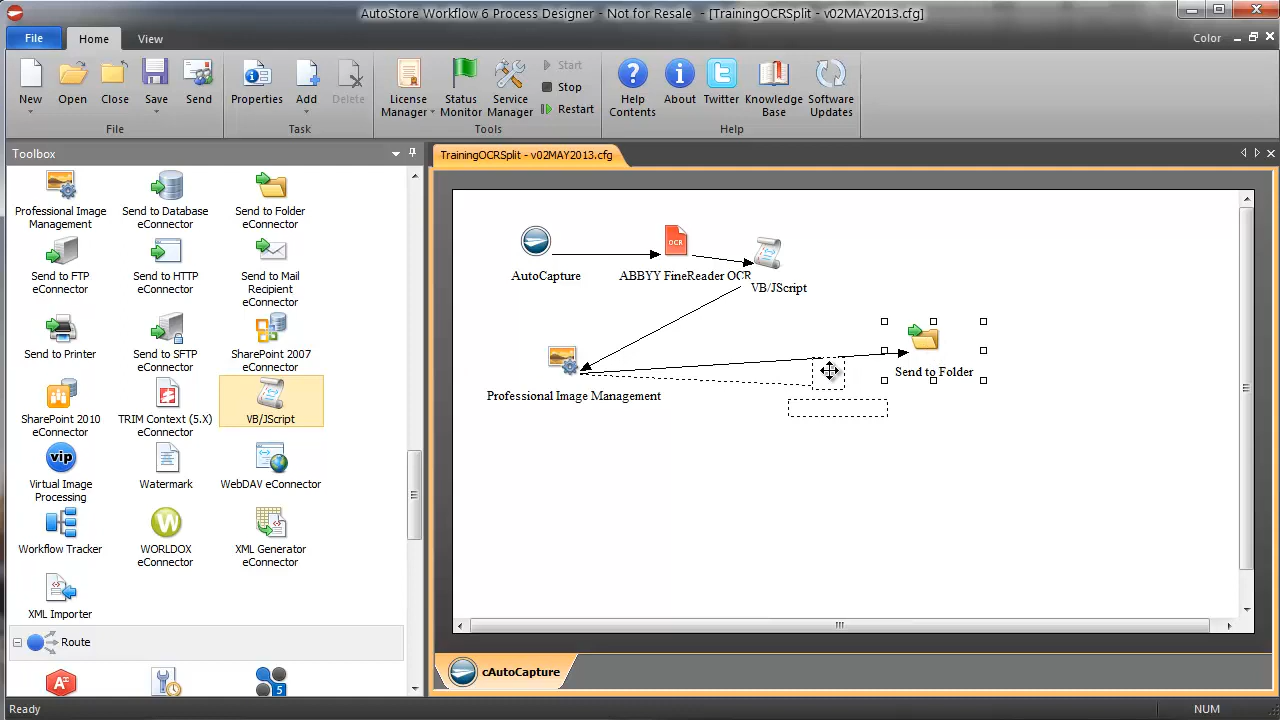 AutoStore Workflow 6 Process Designer - Not for Resale - [TrainingOCRSplit - v02MAY2013.cfg]
File Home View Color
New Open Close Save Send
File
Properties Add Delete
Task
License Manager Status Monitor Service Manager
Start
Stop
Restart
Tools
Help Contents About Twitter Knowledge Base Software Updates
Help
Toolbox
Professional Image Management
Send to Database eConnector
Send to Folder eConnector
Send to FTP eConnector
Send to HTTP eConnector
Send to Mail Recipient eConnector
Send to Printer
Send to SFTP eConnector
SharePoint 2007 eConnector
SharePoint 2010 eConnector
TRIM Context (5.X) eConnector
VB/JScript
vip
Virtual Image Processing
Watermark
WebDAV eConnector
Workflow Tracker
WORLDOX eConnector
XML Generator eConnector
XML Importer
Route
5
TrainingOCRSplit - v02MAY2013.cfg
OCR
AutoCapture
ABBYY FineReader OCR
VB/JScript
Professional Image Management
Send to Folder
cAutoCapture
Ready
NUM